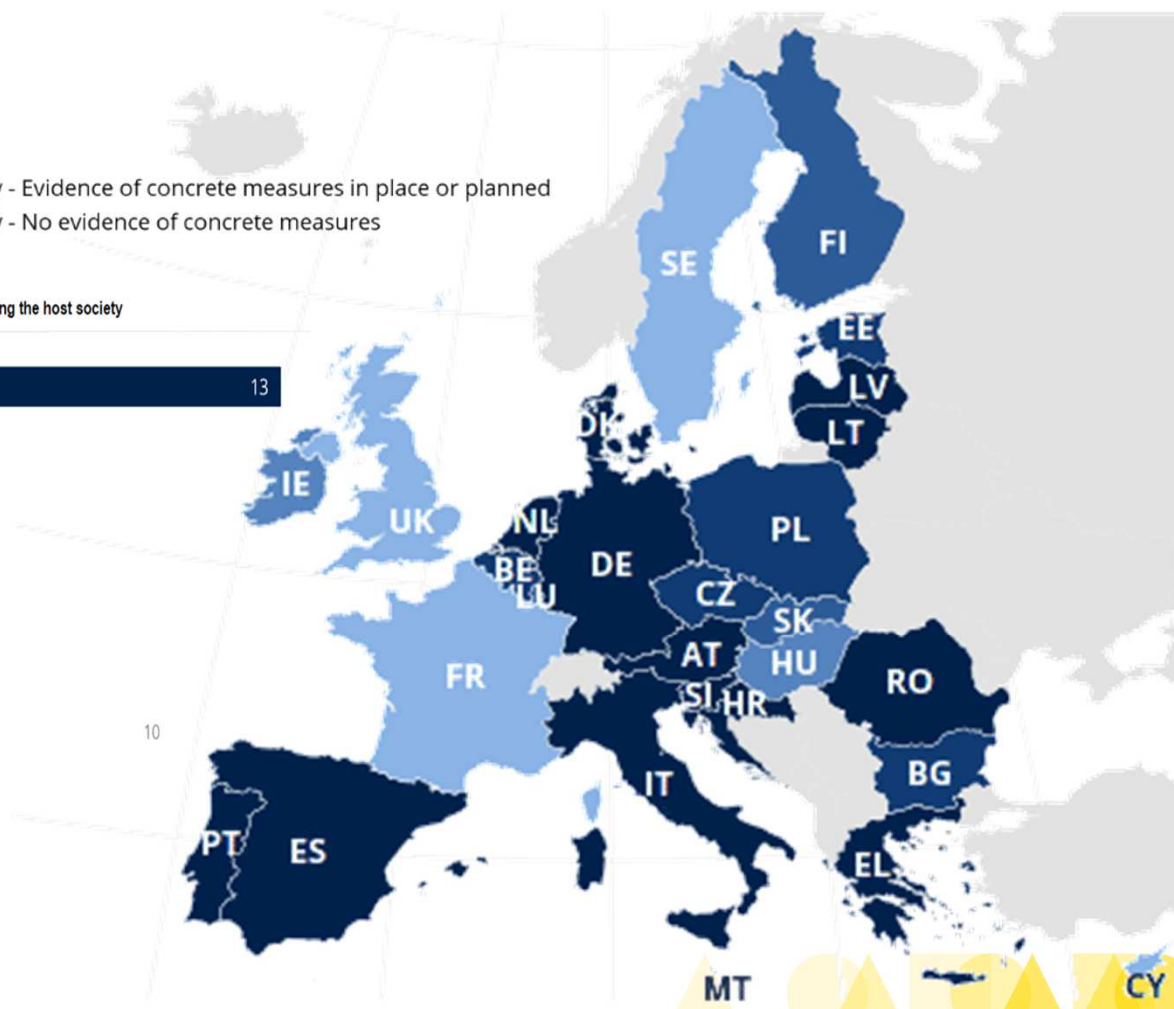 - Evidence of concrete measures in place or planned
- No evidence of concrete measures
ng the host society
13
10
SE
FI
EE
LV
LT
DK
IE
UK
NL
BE
LU
DE
PL
CZ
SK
AT
HU
SI
HR
RO
FR
IT
BG
PT
ES
EL
MT
CY